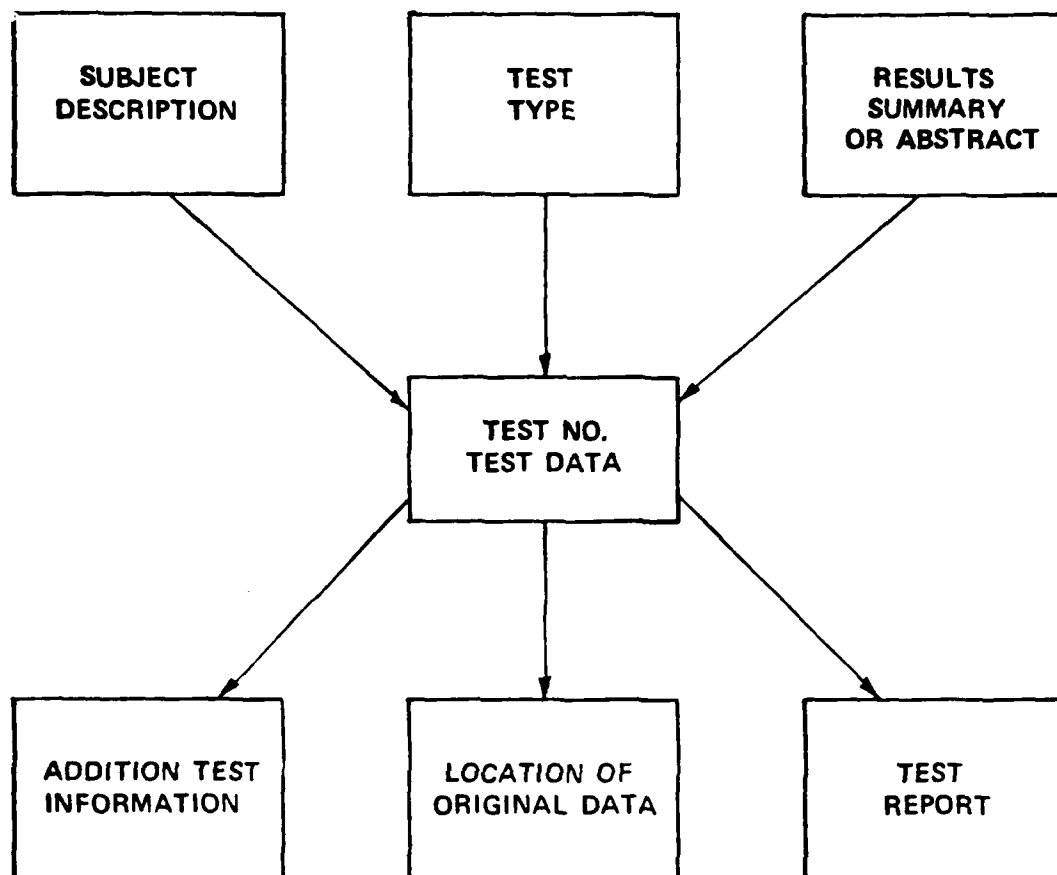 SUBJECT
DESCRIPTION
TEST
TYPE
RESULTS
SUMMARY
OR ABSTRACT
TEST NO.
TEST DATA
ADDITION TEST
INFORMATION
LOCATION OF
ORIGINAL DATA
TEST
REPORT